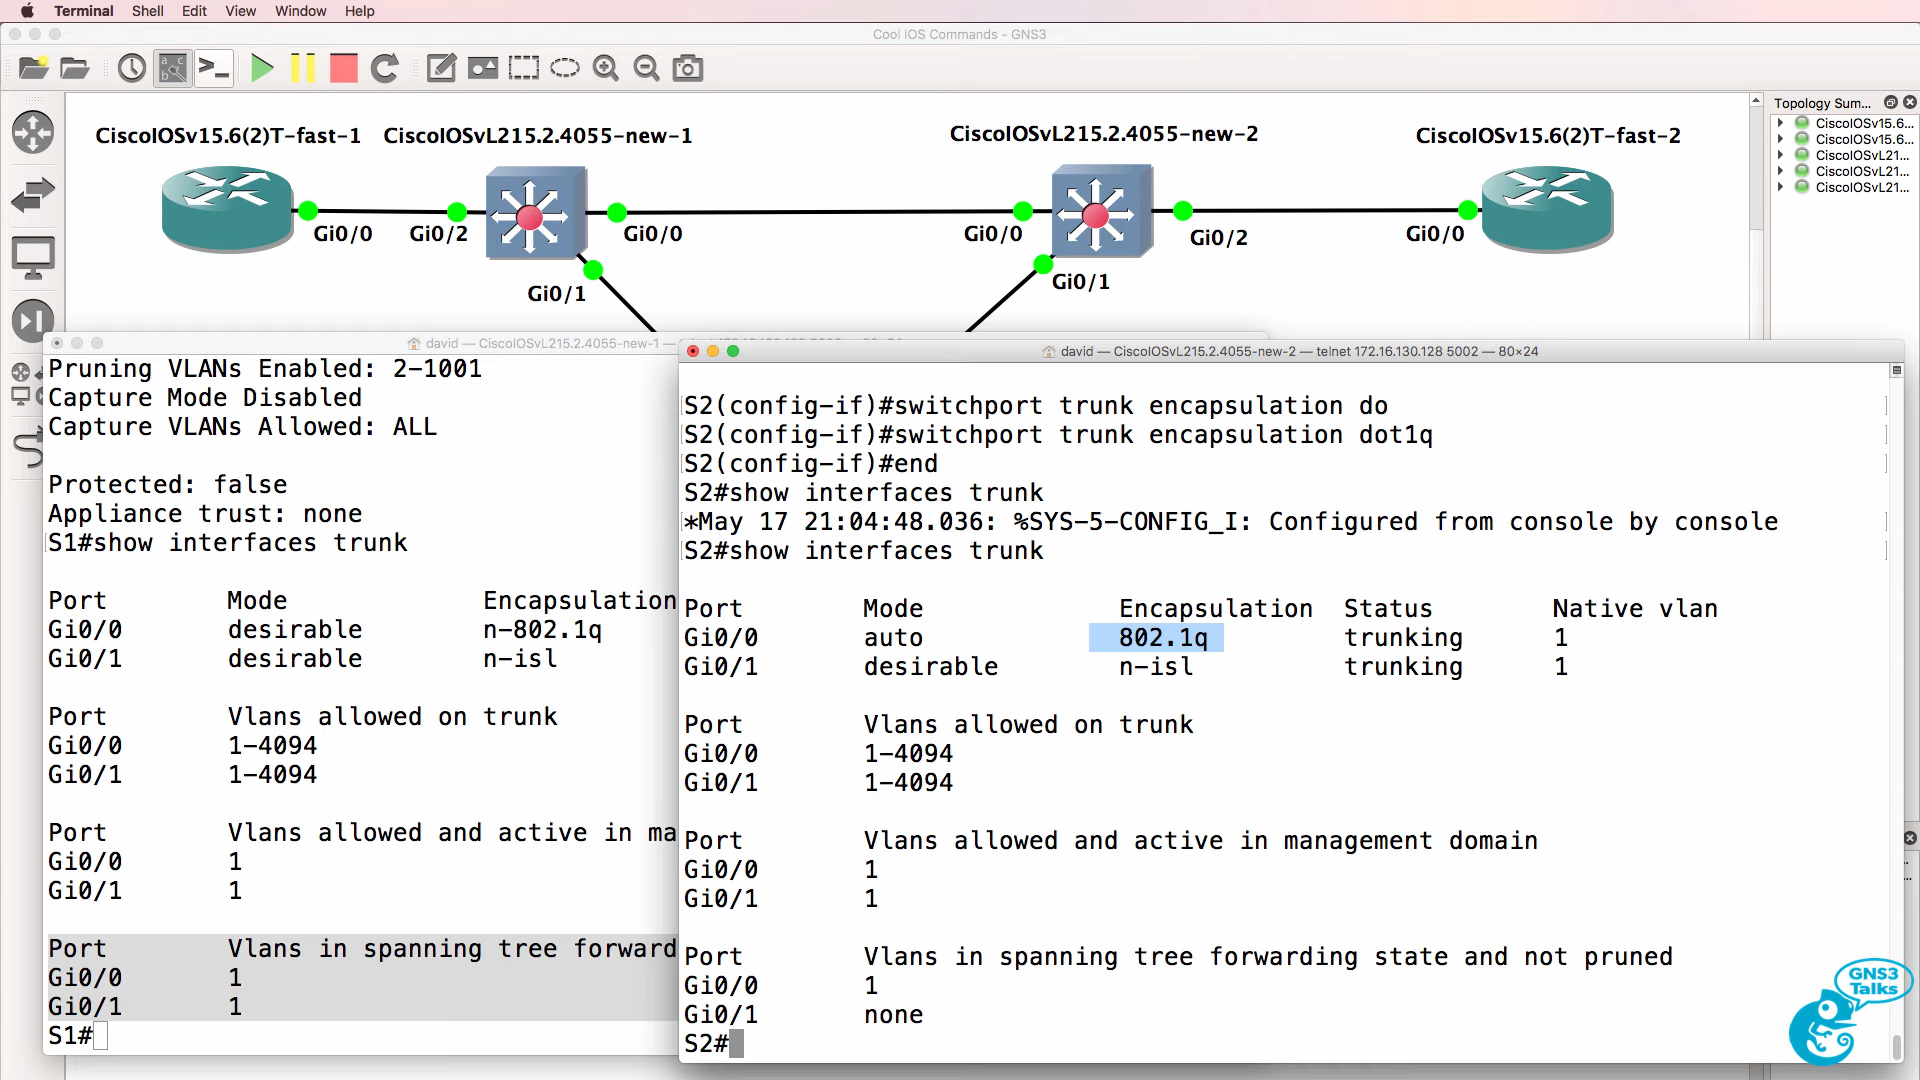 Terminal Shell Edit View Window Help
Cool IOS Commands - GNS3
CiscoIOSv15.6(2)T-fast-1
CiscoIOSvL215.2.4055-new-1
CiscoIOSvL215.2.4055-new-2
CiscoIOSv15.6(2)T-fast-2
Gi0/0
Gi0/2
Gi0/0
Gi0/0
Gi0/2
Gi0/0
Gi0/1
Gi0/1
Topology Sum...
CiscoIOSv15.6...
CiscoIOSv15.6...
CiscoIOSvL21...
CiscoIOSvL21...
CiscoIOSvL21...
david — CiscoIOSvL215.2.4055-new-1 —
Pruning VLANs Enabled: 2-1001
Capture Mode Disabled
Capture VLANs Allowed: ALL
Protected: false
Appliance trust: none
S1#show interfaces trunk
Port Mode Encapsulation
Gi0/0 desirable n-802.1q
Gi0/1 desirable n-isl
Port Vlans allowed on trunk
Gi0/0 1-4094
Gi0/1 1-4094
Port Vlans allowed and active in ma
Gi0/0 1
Gi0/1 1
Port Vlans in spanning tree forward
Gi0/0 1
Gi0/1 1
S1#
david — CiscoIOSvL215.2.4055-new-2 — telnet 172.16.130.128 5002 — 80×24
S2(config-if)#switchport trunk encapsulation do
S2(config-if)#switchport trunk encapsulation dot1q
S2(config-if)#end
S2#show interfaces trunk
*May 17 21:04:48.036: %SYS-5-CONFIG_I: Configured from console by console
S2#show interfaces trunk
Port Mode Encapsulation Status Native vlan
Gi0/0 auto 802.1q trunking 1
Gi0/1 desirable n-isl trunking 1
Port Vlans allowed on trunk
Gi0/0 1-4094
Gi0/1 1-4094
Port Vlans allowed and active in management domain
Gi0/0 1
Gi0/1 1
Port Vlans in spanning tree forwarding state and not pruned
Gi0/0 1
Gi0/1 none
S2#
GNS3
Talks